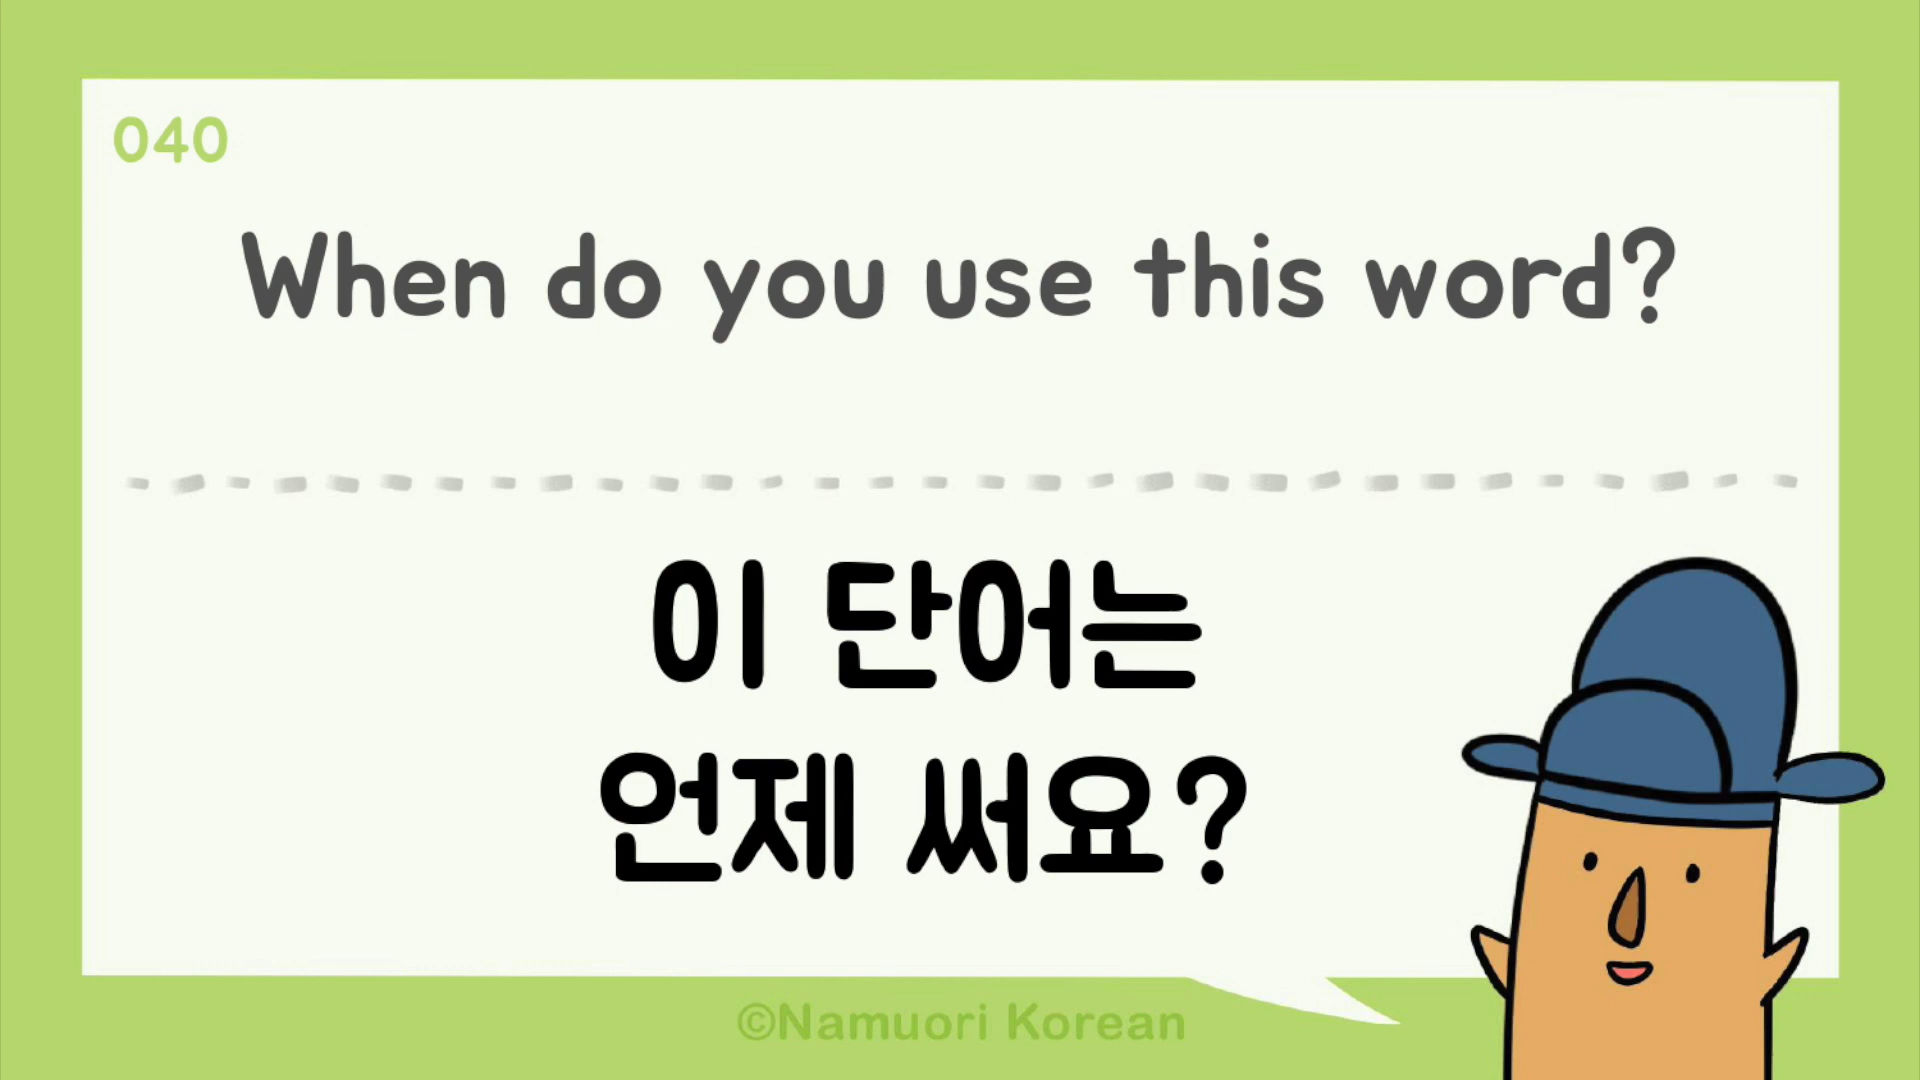 040
When do you use this word?
이 단어는
언제 써요?
©Namuori Korean